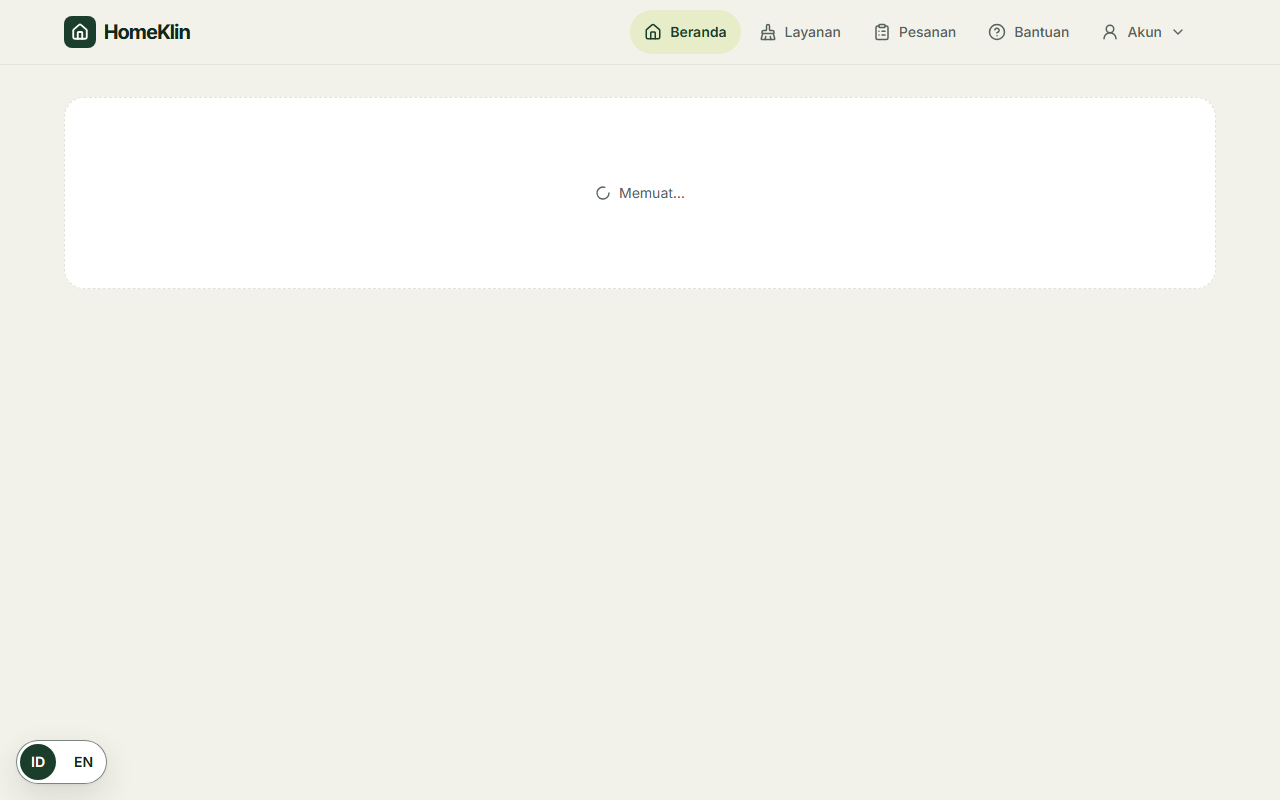 HomeKlin
Beranda
Layanan
Pesanan
Bantuan
Akun
Memuat...
ID
EN